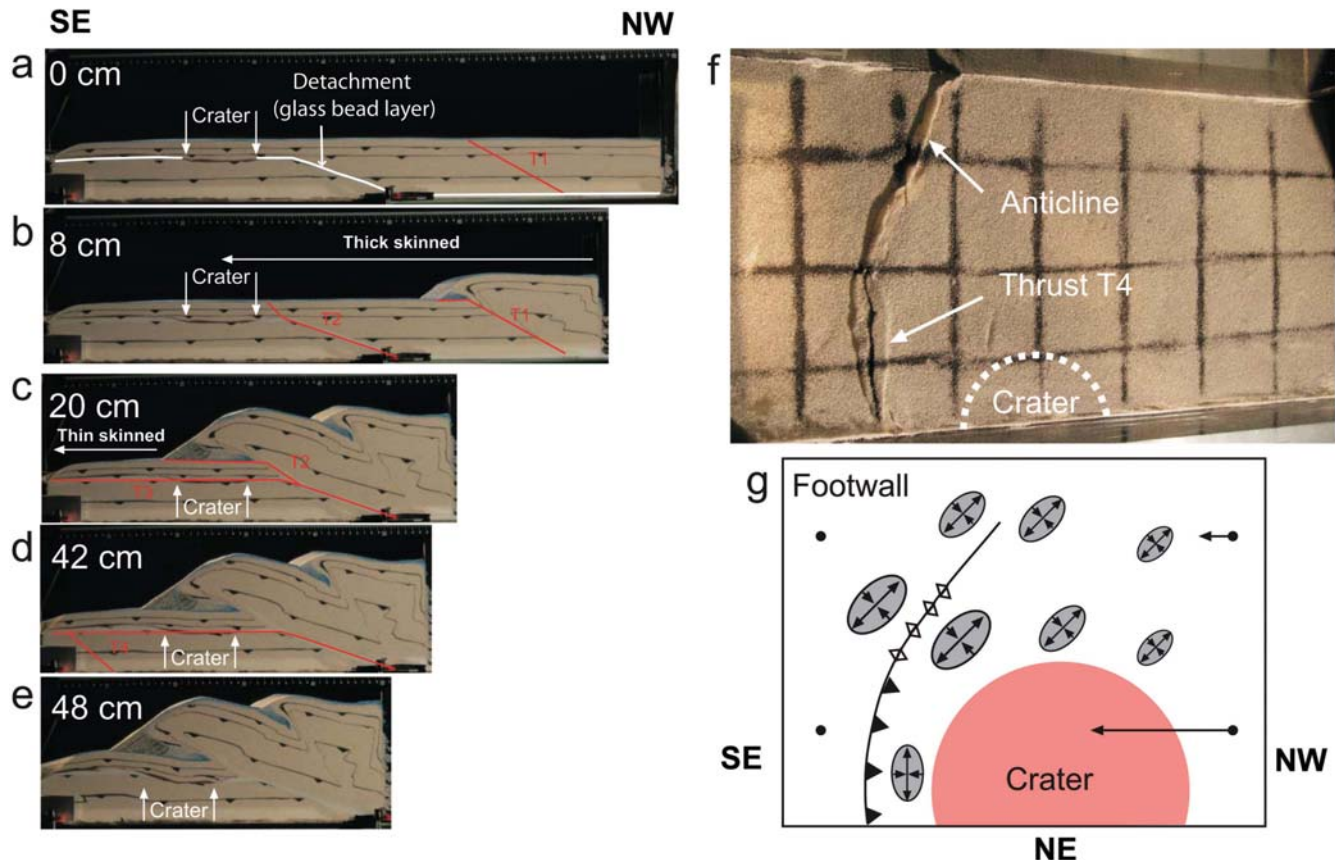 SE
NW
a
0 cm
Detachment
(glass bead layer)
Crater
T1
b
8 cm
Thick skinned
Crater
T2
T1
c
20 cm
Thin skinned
T2
T3
Crater
d
42 cm
T4
Crater
e
48 cm
Crater
f
Anticline
Thrust T4
Crater
g
Footwall
SE
NW
Crater
NE